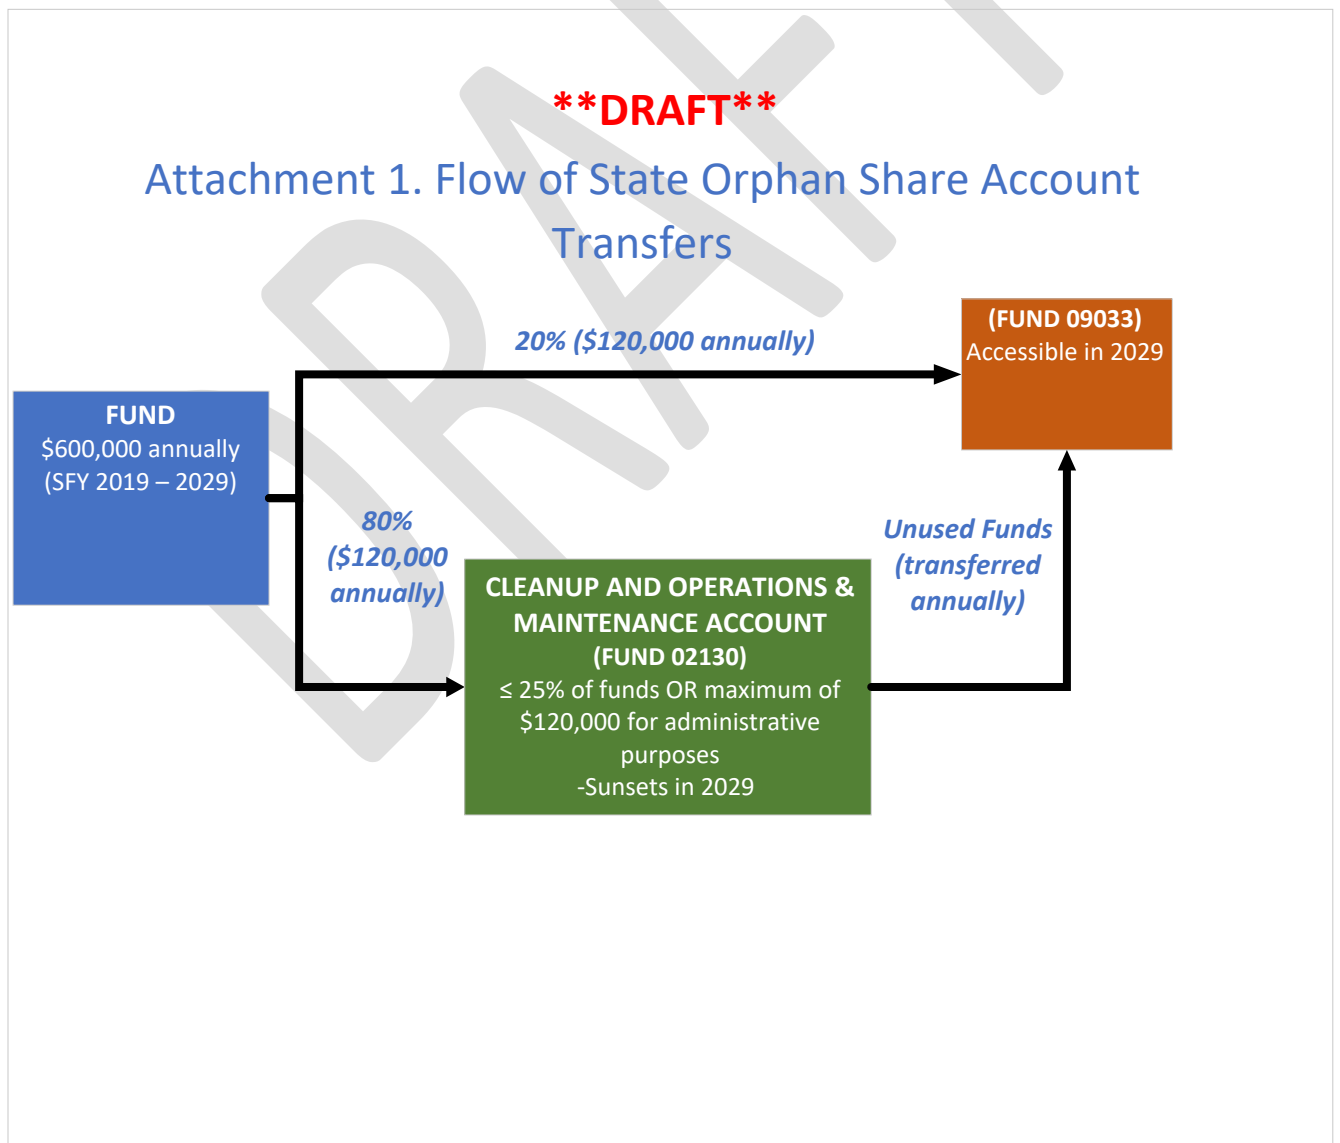 **DRAFT**
Attachment 1. Flow of State Orphan Share Account
Transfers
20% ($120,000 annually)
(FUND 09033)
Accessible in 2029
FUND
$600,000 annually
(SFY 2019 – 2029)
80%
($120,000
annually)
CLEANUP AND OPERATIONS &
MAINTENANCE ACCOUNT
(FUND 02130)
≤ 25% of funds OR maximum of
$120,000 for administrative
purposes
-Sunsets in 2029
Unused Funds
(transferred
annually)
DRAFT